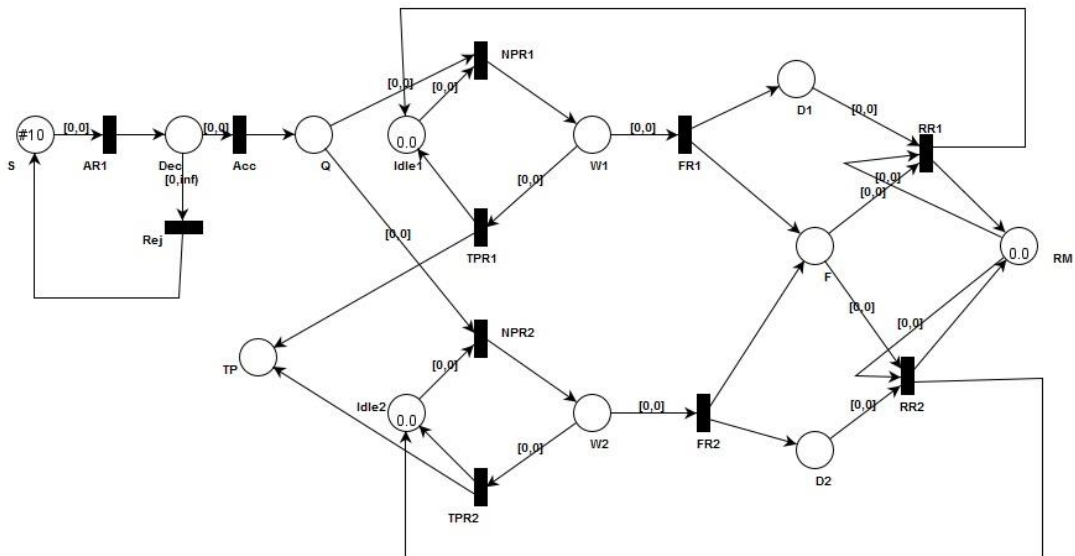 NPR1
[0,0]
[0,0]
D1
[0,0]
#10
[0,0]
[0,0]
0.0
[0,0]
RR1
S
AR1
Dec
Acc
Q
Idle1
W1
FR1
[0,inf)
[0,0]
[0,0]
[0,0]
Rej
[0,0]
TPR1
0.0
RM
F
[0,0]
[0,0]
NPR2
TP
[0,0]
Idle2
0.0
[0,0]
[0,0]
RR2
W2
FR2
[0,0]
D2
TPR2